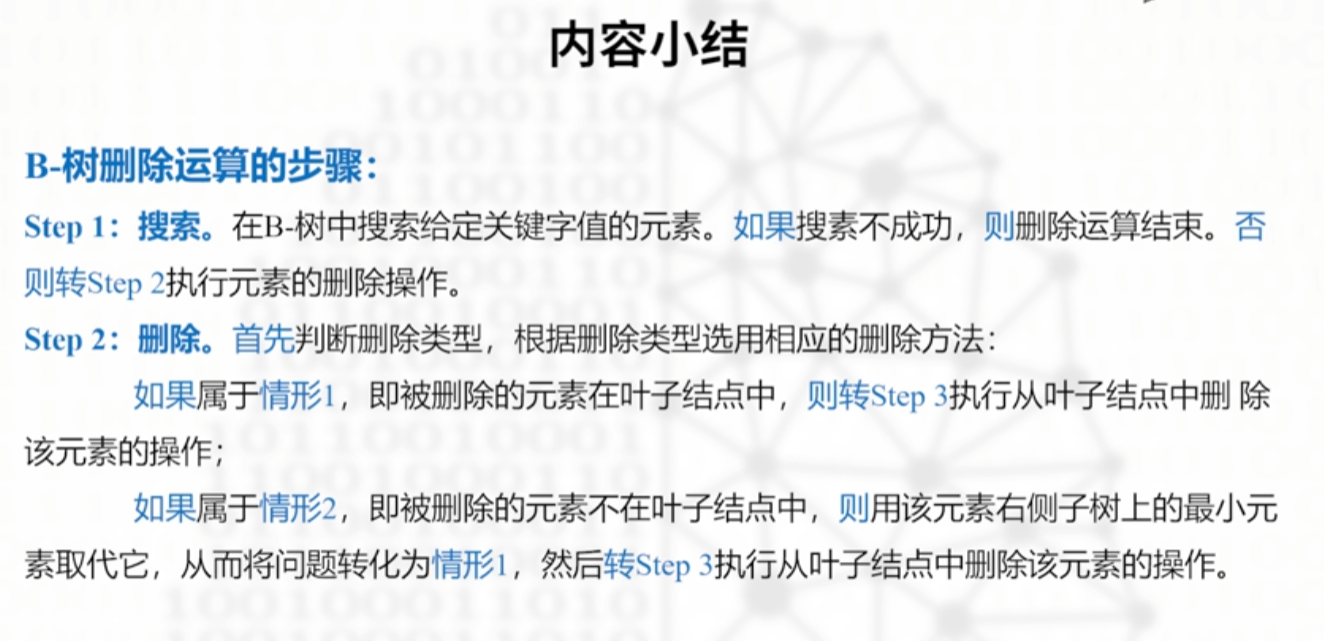 内容小结
B-树删除运算的步骤：
Step 1：搜索。在B-树中搜索给定关键字值的元素。如果搜素不成功，则删除运算结束。否
则转Step 2执行元素的删除操作。
Step 2：删除。首先判断删除类型，根据删除类型选用相应的删除方法：
如果属于情形1，即被删除的元素在叶子结点中，则转Step 3执行从叶子结点中删 除
该元素的操作；
如果属于情形2，即被删除的元素不在叶子结点中，则用该元素右侧子树上的最小元
素取代它，从而将问题转化为情形1，然后转Step 3执行从叶子结点中删除该元素的操作。